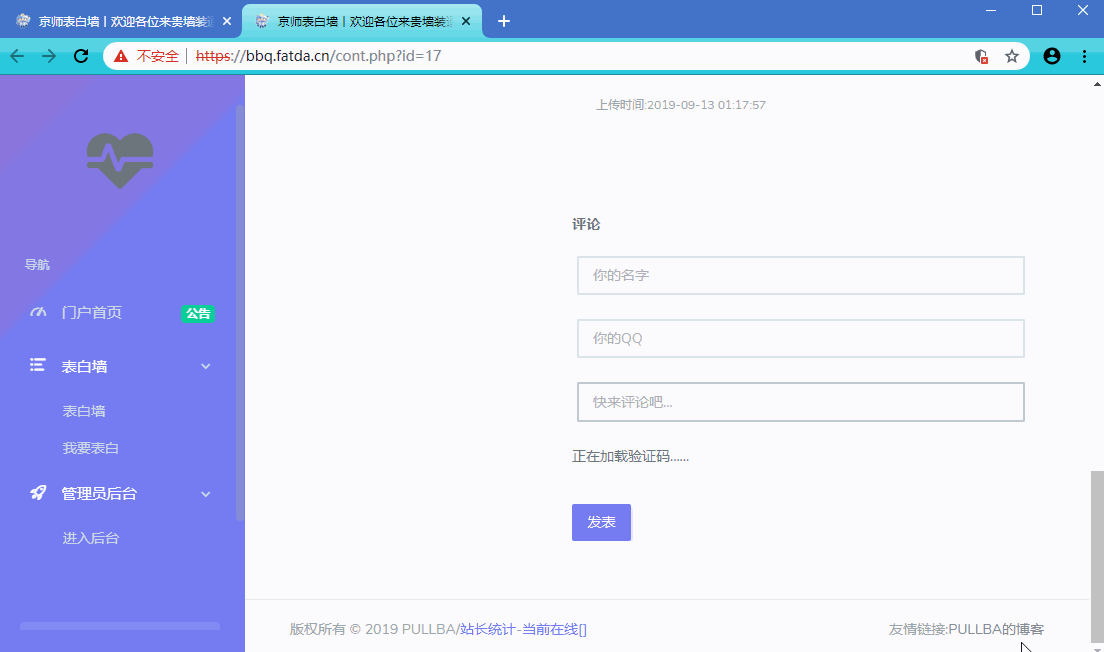 京师表白墙丨欢迎各位来贵墙装
京师表白墙丨欢迎各位来贵墙装
不安全 https://bbq.fatda.cn/cont.php?id=17
导航
门户首页 公告
表白墙
表白墙
我要表白
管理员后台
进入后台
上传时间:2019-09-13 01:17:57
评论
你的名字
你的QQ
快来评论吧...
正在加载验证码......
发表
版权所有 © 2019 PULLBA/站长统计-当前在线[]
友情链接:PULLBA的博客